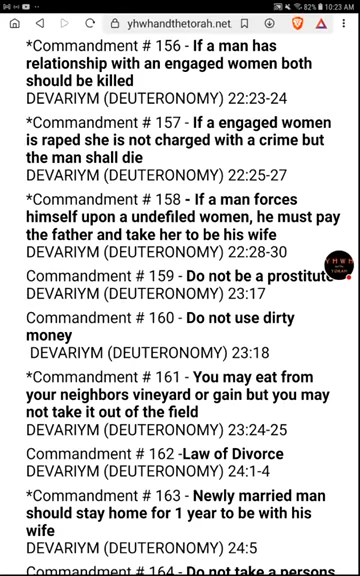 82% 10:23 AM
yhwhandthetorah.net
*Commandment # 156 - If a man has
relationship with an engaged women both
should be killed
DEVARIYM (DEUTERONOMY) 22:23-24
*Commandment # 157 - If a engaged women
is raped she is not charged with a crime but
the man shall die
DEVARIYM (DEUTERONOMY) 22:25-27
*Commandment # 158 - If a man forces
himself upon a undefiled women, he must pay
the father and take her to be his wife
DEVARIYM (DEUTERONOMY) 22:28-30
Commandment # 159 - Do not be a prostitute
DEVARIYM (DEUTERONOMY) 23:17
YHWH
Commandment # 160 - Do not use dirty
money
DEVARIYM (DEUTERONOMY) 23:18
*Commandment # 161 - You may eat from
your neighbors vineyard or gain but you may
not take it out of the field
DEVARIYM (DEUTERONOMY) 23:24-25
Commandment # 162 -Law of Divorce
DEVARIYM (DEUTERONOMY) 24:1-4
*Commandment # 163 - Newly married man
should stay home for 1 year to be with his
wife
DEVARIYM (DEUTERONOMY) 24:5
Commandment # 164 - Do not take a persons